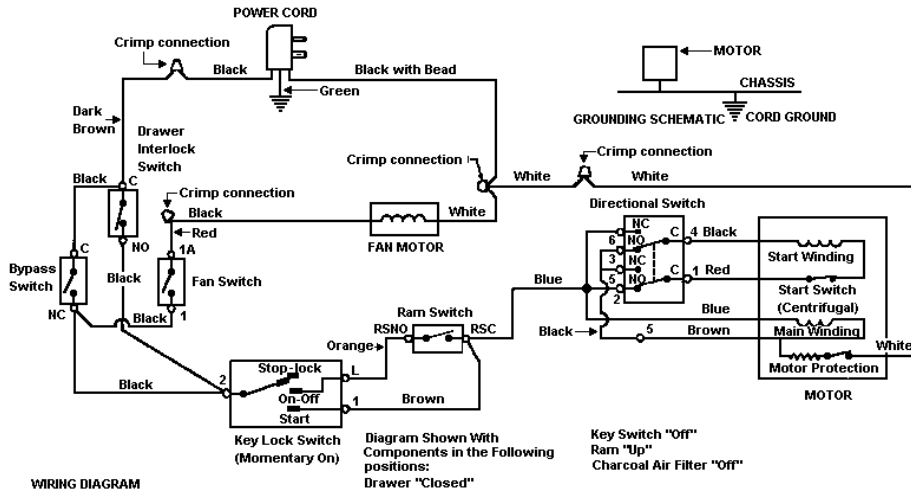 POWER CORD
Crimp connection
Black
Black with Bead
Green
MOTOR
CHASSIS
GROUNDING SCHEMATIC
CORD GROUND
Dark
Brown
Drawer
Interlock
Switch
Crimp connection
Crimp connection
White
White
Black
C
Crimp connection
Black
White
Directional Switch
NC
6
NO
C
4
Black
Red
FAN MOTOR
C
NO
1A
3
NC
Start Winding
Bypass
Switch
Black
Fan Switch
Blue
5
NO
C
1
Red
2
Start Switch
(Centrifugal)
NC
Black
1
Ram Switch
Blue
RSNO
RSC
Black
5
Brown
Main Winding
White
Orange
Motor Protection
Stop-lock
L
2
Black
On-Off
Start
1
Brown
MOTOR
Key Lock Switch
(Momentary On)
Diagram Shown With
Components in the Following
positions:
Drawer "Closed"
Key Switch "Off"
Ram "Up"
Charcoal Air Filter "Off"
WIRING DIAGRAM